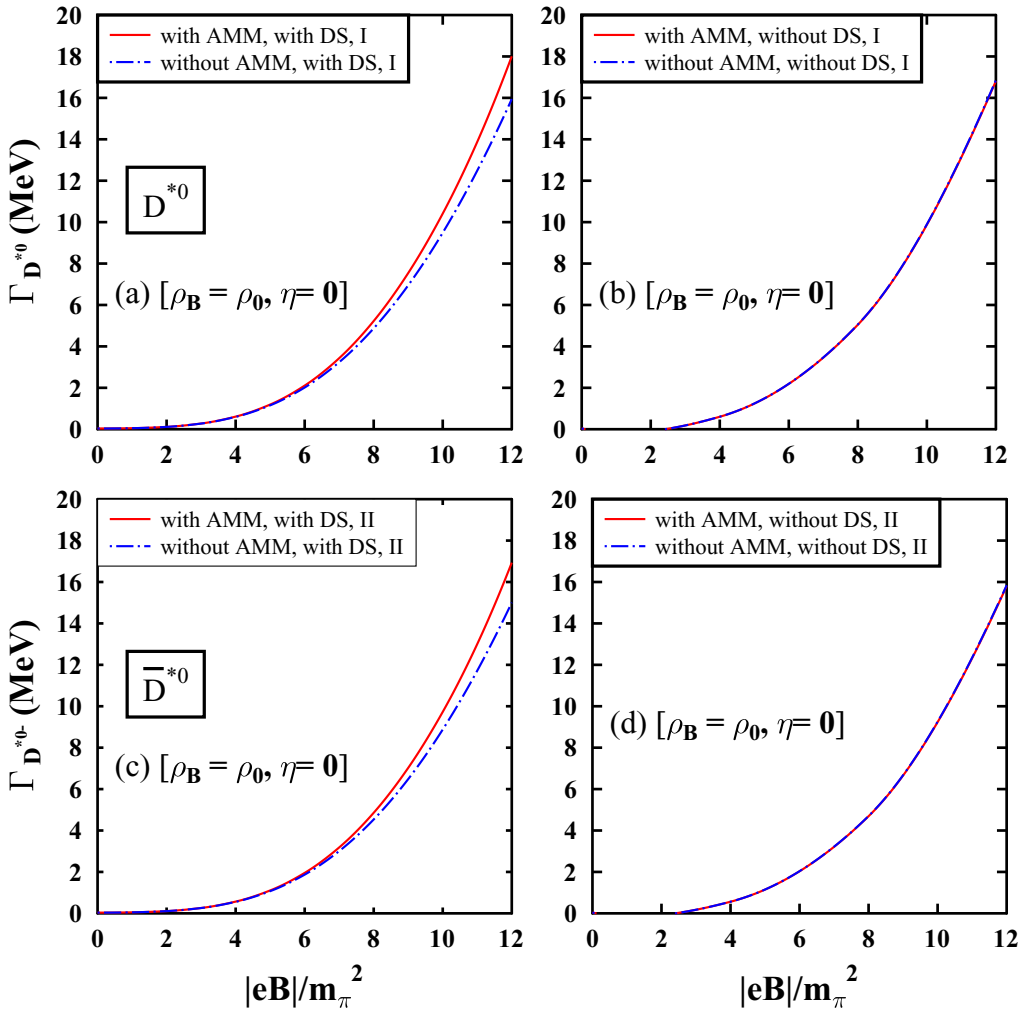 with AMM, with DS, I
without AMM, with DS, I
D*0
(a) [ρB = ρ0, η= 0]
Γ D*0 (MeV)
20
18
16
14
12
10
8
6
4
2
0
0 2 4 6 8 10 12
with AMM, without DS, I
without AMM, without DS, I
(b) [ρB = ρ0, η= 0]
20
18
16
14
12
10
8
6
4
2
0
0 2 4 6 8 10 12
with AMM, with DS, II
without AMM, with DS, II
D̅*0
(c) [ρB = ρ0, η= 0]
Γ D*0- (MeV)
20
18
16
14
12
10
8
6
4
2
0
0 2 4 6 8 10 12
|eB|/mπ²
with AMM, without DS, II
without AMM, without DS, II
(d) [ρB = ρ0, η= 0]
20
18
16
14
12
10
8
6
4
2
0
0 2 4 6 8 10 12
|eB|/mπ²